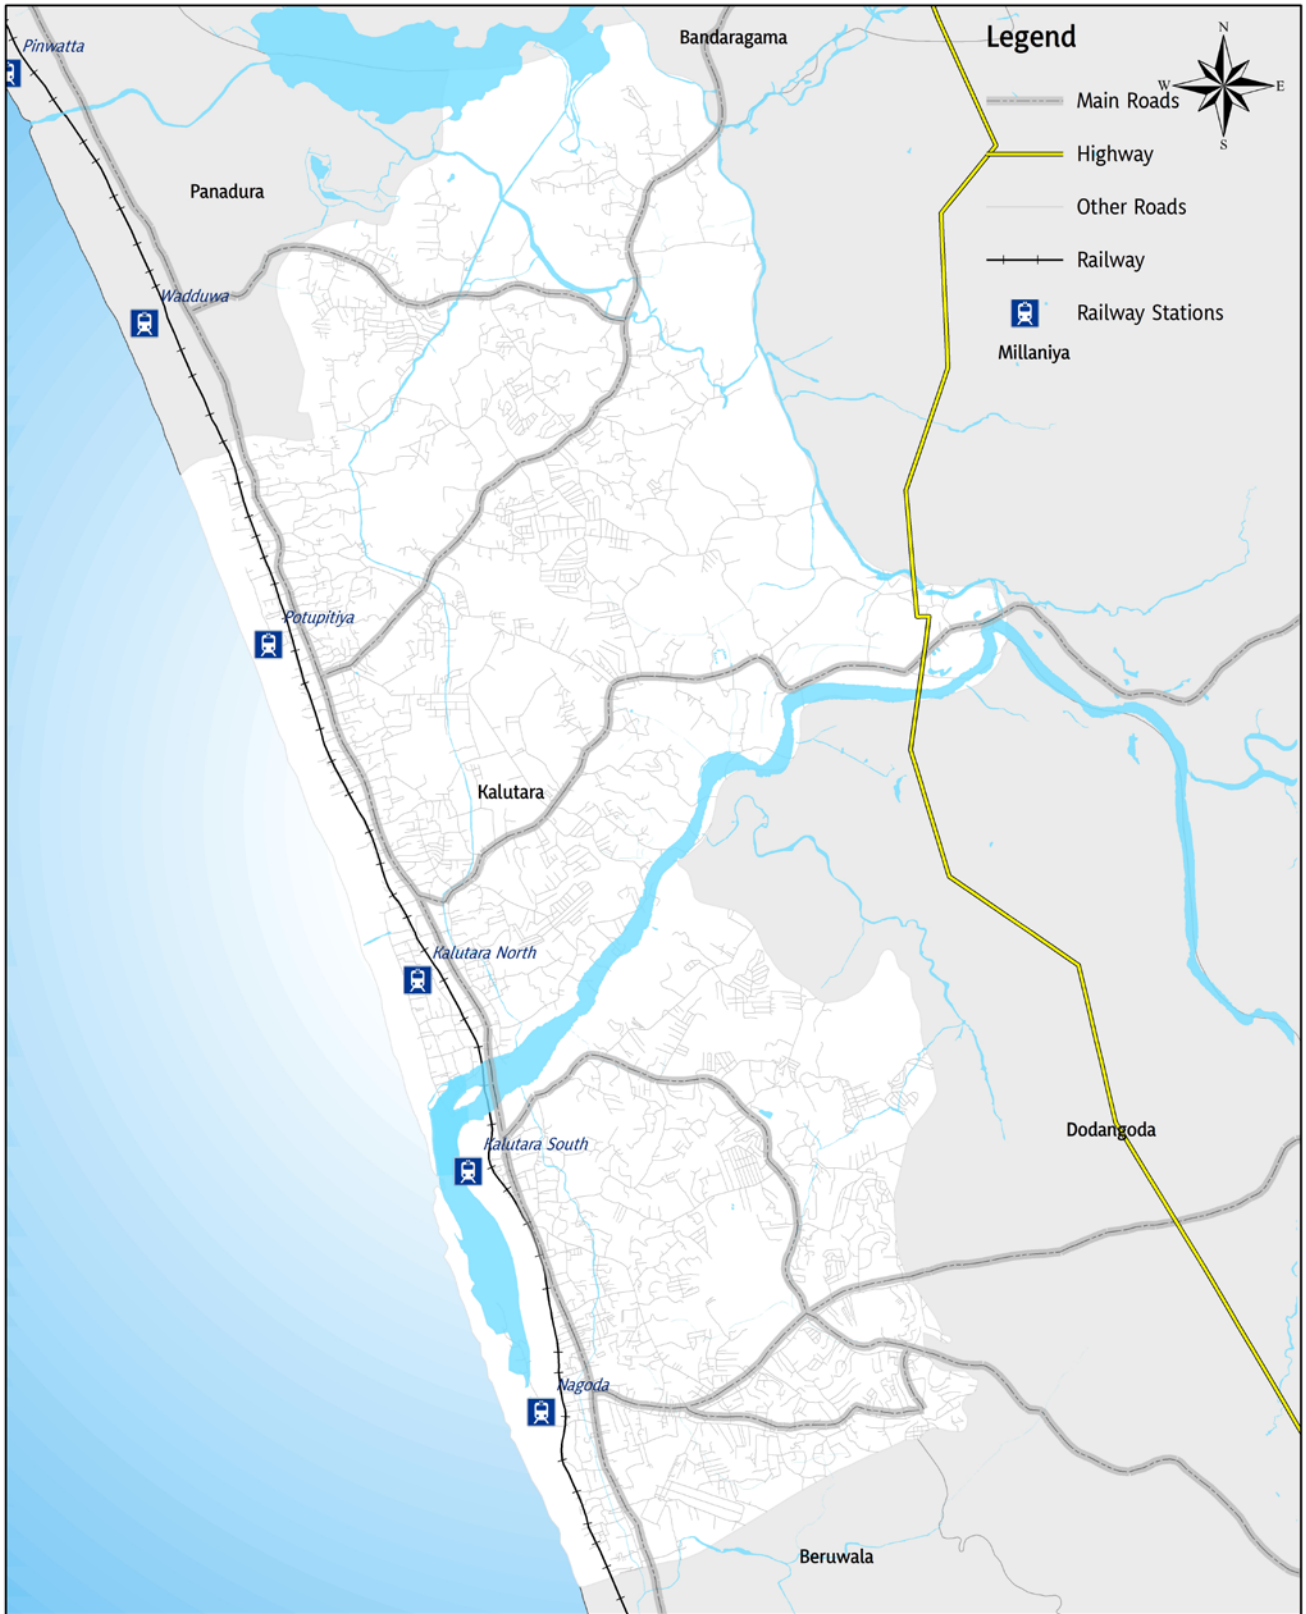 Pinwatta
Bandaragama
Legend
N
W
E
S
Main Roads
Highway
Panadura
Other Roads
Railway
Wadduwa
Railway Stations
Millaniya
Potupitiya
Kalutara
Kalutara North
Dodangoda
Kalutara South
Nagoda
Beruwala